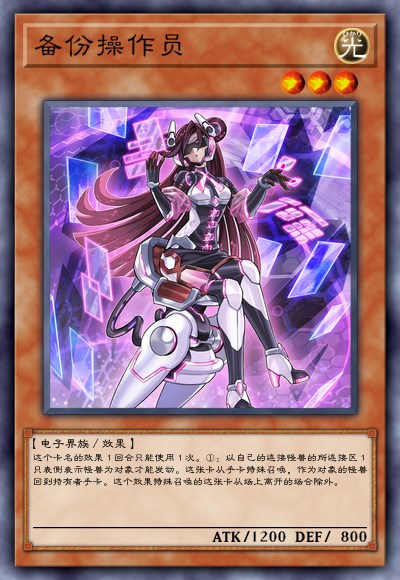 备份操作员
ひかり
光
【电子界族／效果】
这个卡名的效果１回合只能使用１次。①：以自己的连接怪兽的所连接区１
只表侧表示怪兽为对象才能发动。这张卡从手卡特殊召唤，作为对象的怪兽
回到持有者手卡。这个效果特殊召唤的这张卡从场上离开的场合除外。
ATK/1200 DEF/ 800